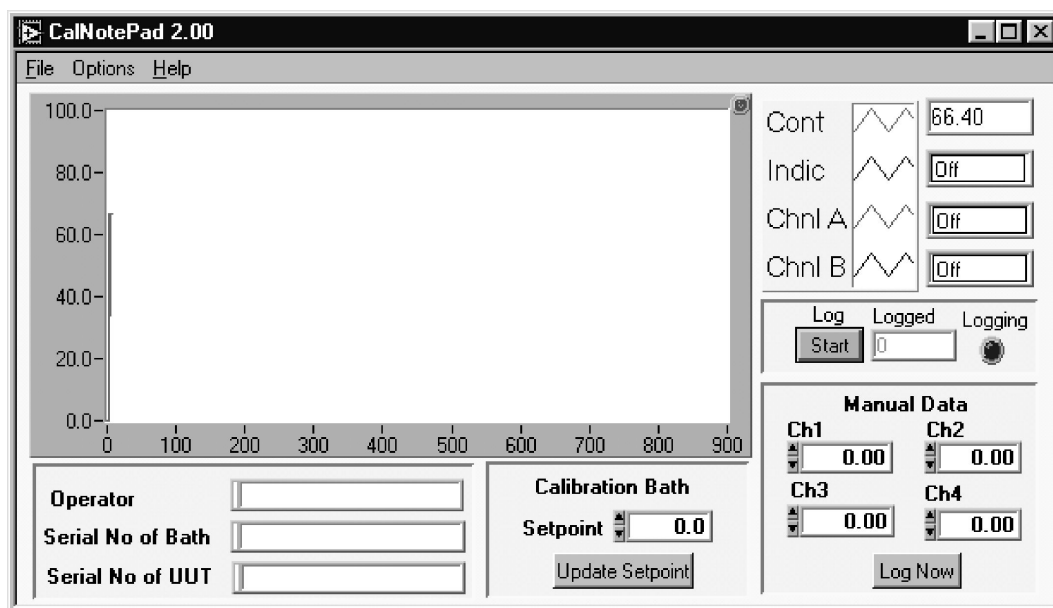 CalNotePad 2.00
File Options Help
100.0
80.0
60.0
40.0
20.0
0.0
0 100 200 300 400 500 600 700 800 900
Cont 66.40
Indic Off
Chnl A Off
Chnl B Off
Log Logged Logging
Start 0
Manual Data
Ch1 Ch2
0.00 0.00
Ch3 Ch4
0.00 0.00
Log Now
Operator
Serial No of Bath
Serial No of UUT
Calibration Bath
Setpoint 0.0
Update Setpoint